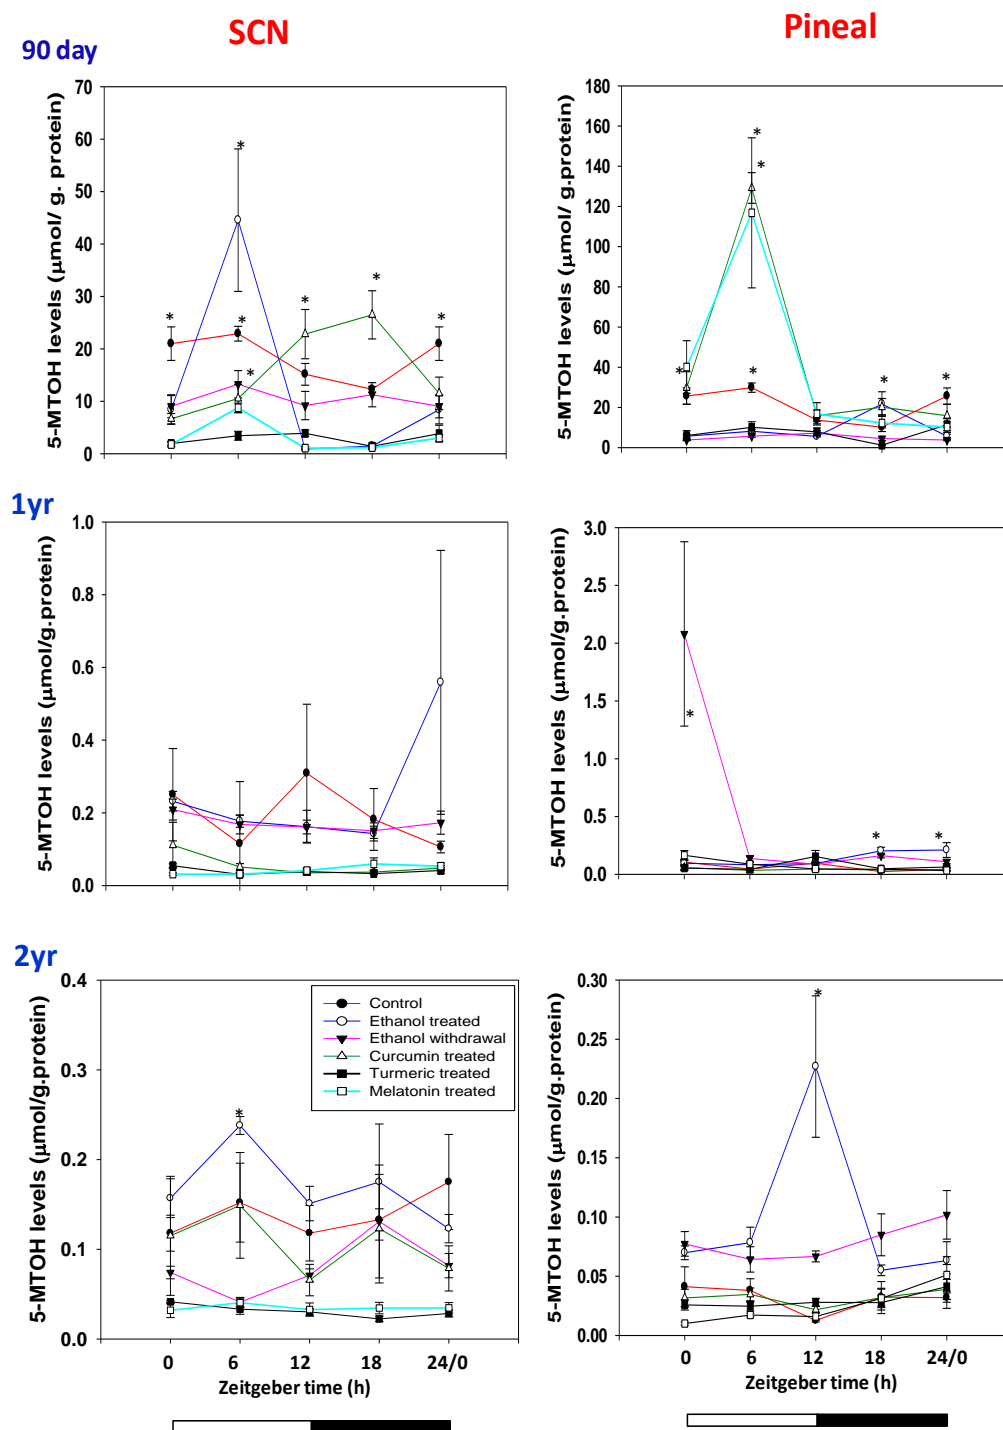 SCN
Pineal
90 day
5-MTOH levels (μmol/ g. protein)
70
60
50
40
30
20
10
0
*
*
*
*
*
*
*
5-MTOH levels (μmol/g.protein)
180
160
140
120
100
80
60
40
20
0
*
*
*
*
*
*
1yr
5-MTOH levels (μmol/g.protein)
1.0
0.8
0.6
0.4
0.2
0.0
5-MTOH levels (μmol/g.protein)
3.0
2.5
2.0
1.5
1.0
0.5
0.0
*
*
*
2yr
5-MTOH levels (μmol/g.protein)
0.4
0.3
0.2
0.1
0.0
Control
Ethanol treated
Ethanol withdrawal
Curcumin treated
Turmeric treated
Melatonin treated
*
0 6 12 18 24/0
Zeitgeber time (h)
5-MTOH levels (μmol/g.protein)
0.30
0.25
0.20
0.15
0.10
0.05
0.00
*
0 6 12 18 24/0
Zeitgeber time (h)